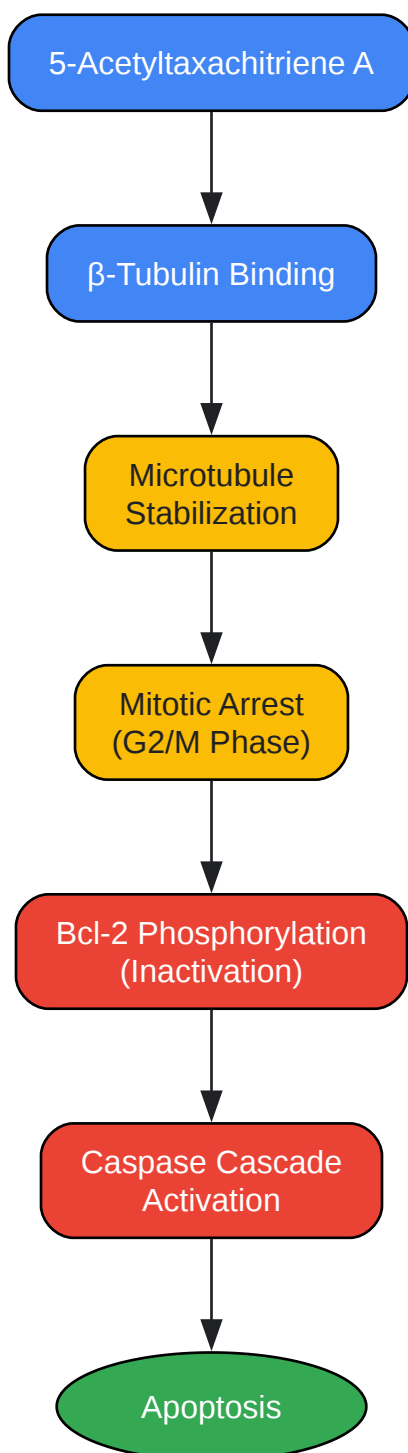 5-Acetyltaxachitriene A
β-Tubulin Binding
Microtubule
Stabilization
Mitotic Arrest
(G2/M Phase)
Bcl-2 Phosphorylation
(Inactivation)
Caspase Cascade
Activation
Apoptosis